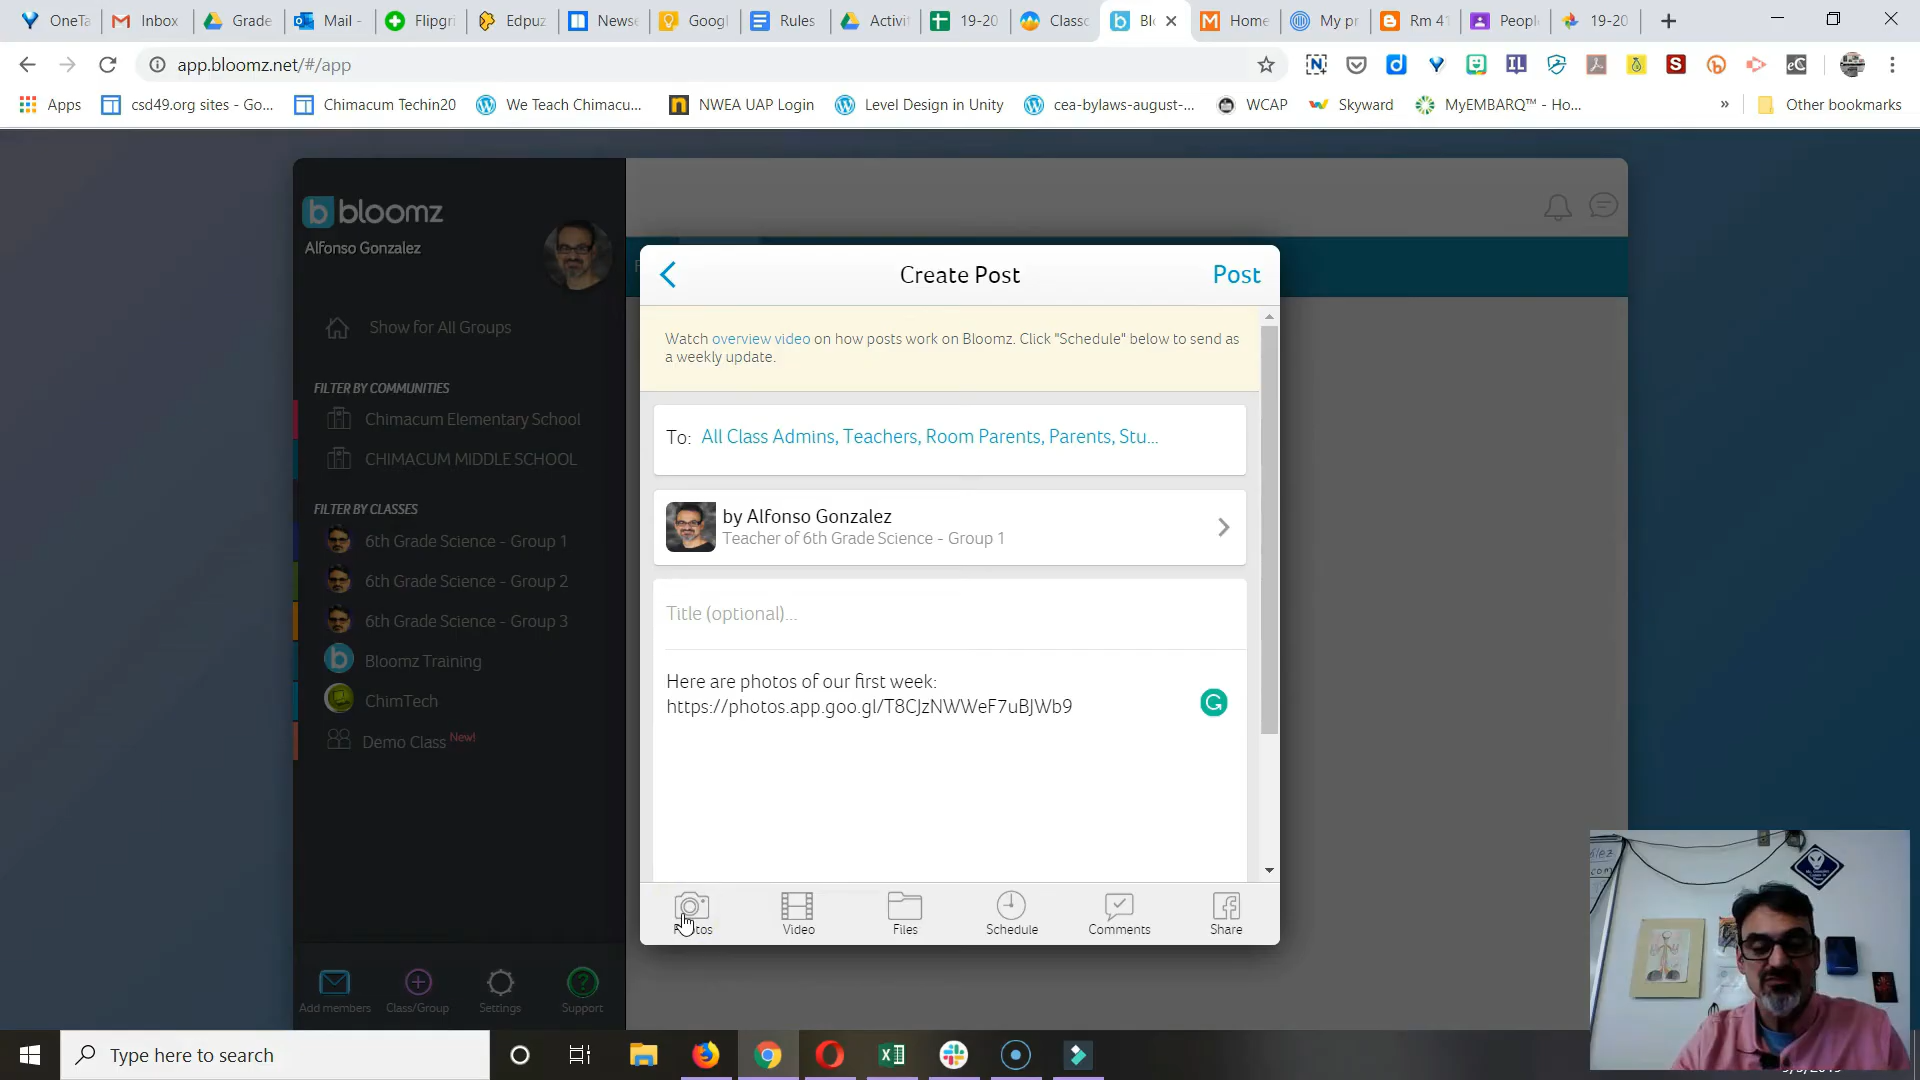 OneTa
Inbox
Grade
Mail -
Flipgri
Edpuz
Newse
Googl
Rules
Activit
19-20
Classc
Blo
Home
My pr
Rm 41
People
19-20
app.bloomz.net/#/app
Apps
csd49.org sites - Go...
Chimacum Techin20
We Teach Chimacu...
NWEA UAP Login
Level Design in Unity
cea-bylaws-august-...
WCAP
Skyward
MyEMBARQ™ - Ho...
»
Other bookmarks
bloomz
Alfonso Gonzalez
Show for All Groups
FILTER BY COMMUNITIES
Chimacum Elementary School
CHIMACUM MIDDLE SCHOOL
FILTER BY CLASSES
6th Grade Science - Group 1
6th Grade Science - Group 2
6th Grade Science - Group 3
Bloomz Training
ChimTech
Demo Class New!
Add members
Class/Group
Settings
Support
Create Post
Post
Watch overview video on how posts work on Bloomz. Click "Schedule" below to send as
a weekly update.
To: All Class Admins, Teachers, Room Parents, Parents, Stu...
by Alfonso Gonzalez
Teacher of 6th Grade Science - Group 1
Title (optional)...
Here are photos of our first week:
https://photos.app.goo.gl/T8CJzNWWeF7uBJWb9
Photos
Video
Files
Schedule
Comments
Share
Type here to search